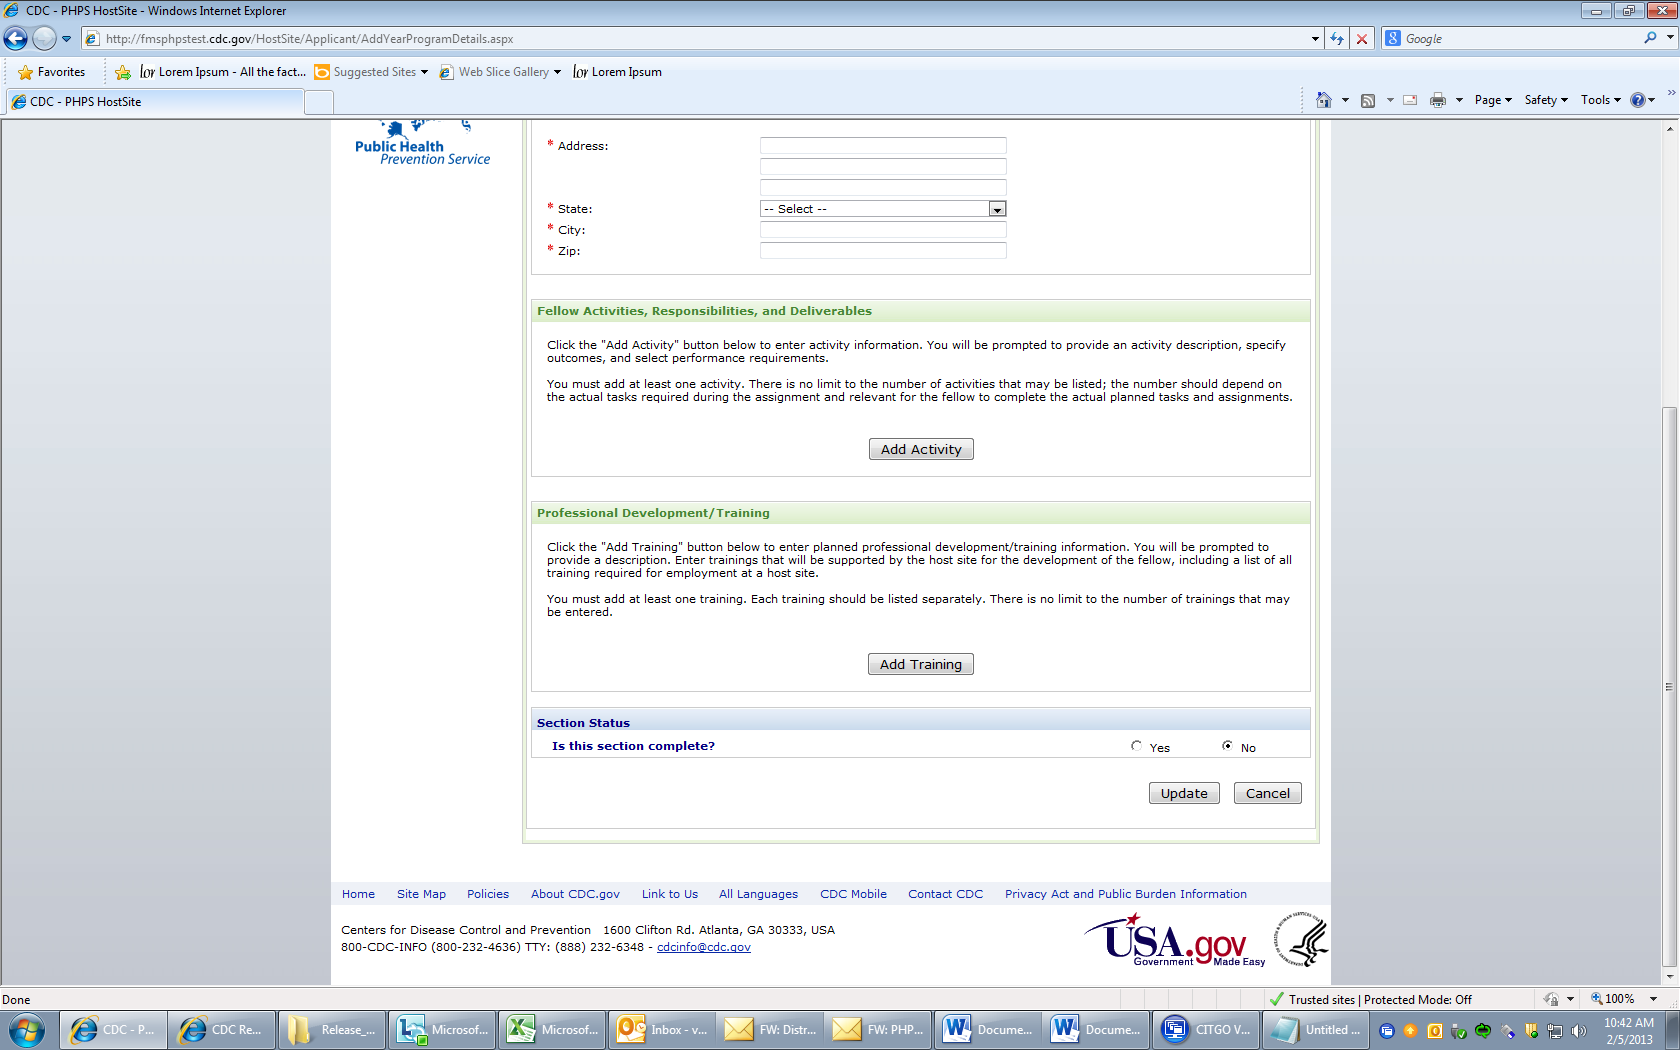 CDC - PHPS HostSite - Windows Internet Explorer
http://fmsphpstest.cdc.gov/HostSite/Applicant/AddYearProgramDetails.aspx
Google
Favorites
lor Lorem Ipsum - All the fact...
Suggested Sites
Web Slice Gallery
lor Lorem Ipsum
CDC - PHPS HostSite
Page
Safety
Tools
Public Health
Prevention Service
* Address:
* State:
-- Select --
* City:
* Zip:
Fellow Activities, Responsibilities, and Deliverables
Click the "Add Activity" button below to enter activity information. You will be prompted to provide an activity description, specify
outcomes, and select performance requirements.
You must add at least one activity. There is no limit to the number of activities that may be listed; the number should depend on
the actual tasks required during the assignment and relevant for the fellow to complete the actual planned tasks and assignments.
Add Activity
Professional Development/Training
Click the "Add Training" button below to enter planned professional development/training information. You will be prompted to
provide a description. Enter trainings that will be supported by the host site for the development of the fellow, including a list of all
training required for employment at a host site.
You must add at least one training. Each training should be listed separately. There is no limit to the number of trainings that may
be entered.
Add Training
Section Status
Is this section complete?
Yes
No
Update
Cancel
Home
Site Map
Policies
About CDC.gov
Link to Us
All Languages
CDC Mobile
Contact CDC
Privacy Act and Public Burden Information
Centers for Disease Control and Prevention 1600 Clifton Rd. Atlanta, GA 30333, USA
800-CDC-INFO (800-232-4636) TTY: (888) 232-6348 - cdcinfo@cdc.gov
USA.gov
Government Made Easy
Done
Trusted sites | Protected Mode: Off
100%
CDC - P...
CDC Re...
Release_...
Microsof...
Microsof...
Inbox - v...
FW: Distr...
FW: PHP...
Docume...
Docume...
CITGO V...
Untitled ...
10:42 AM
2/5/2013